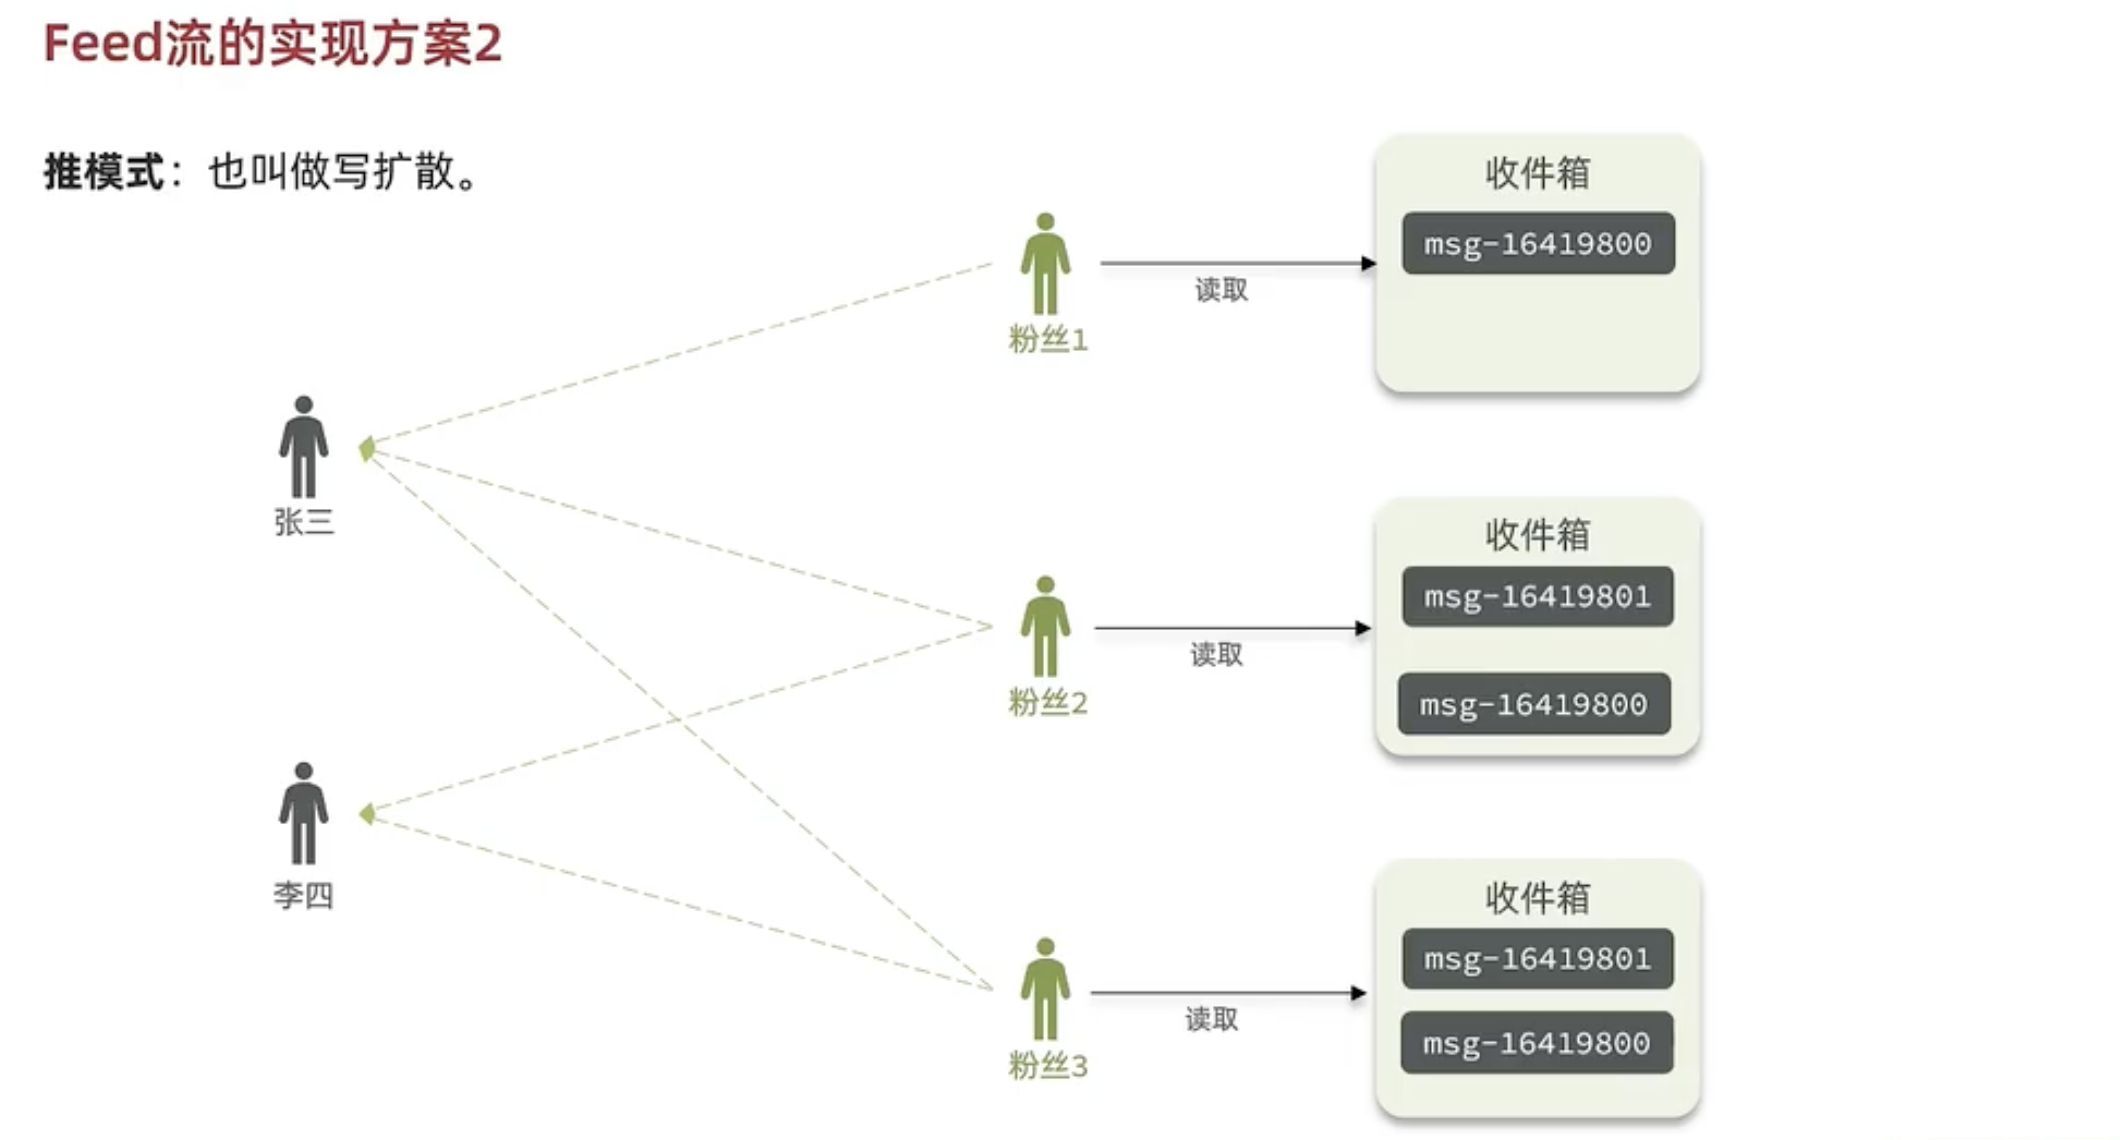 Feed流的实现方案2
推模式：也叫做写扩散。
收件箱
msg-16419800
读取
粉丝1
张三
收件箱
msg-16419801
msg-16419800
读取
粉丝2
李四
收件箱
msg-16419801
msg-16419800
读取
粉丝3